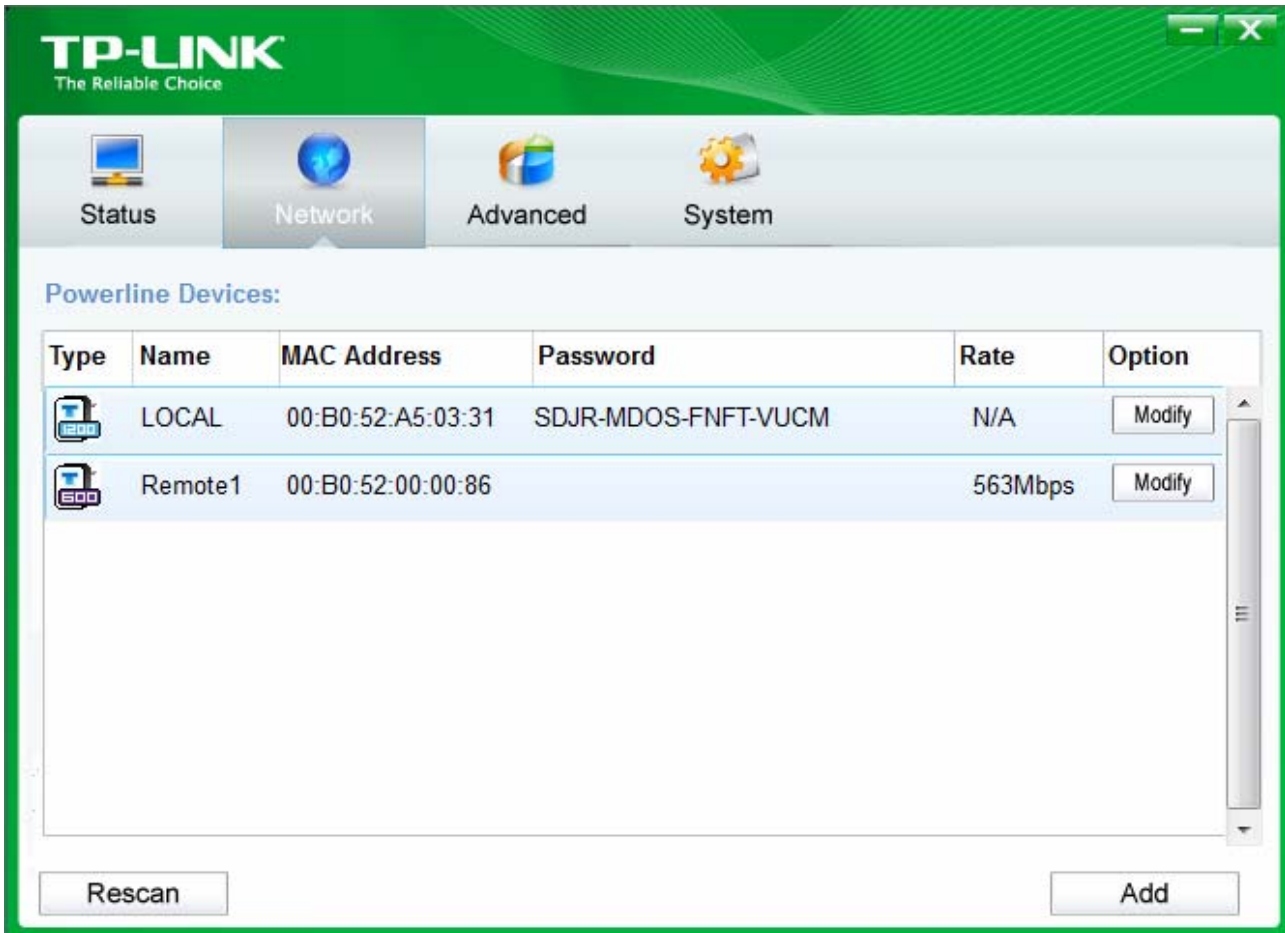 TP-LINK
The Reliable Choice
Status Network Advanced System
Powerline Devices:
Type Name MAC Address Password Rate Option
T 1200 LOCAL 00:B0:52:A5:03:31 SDJR-MDOS-FNFT-VUCM N/A Modify
T 600 Remote1 00:B0:52:00:00:86 563Mbps Modify
Rescan Add